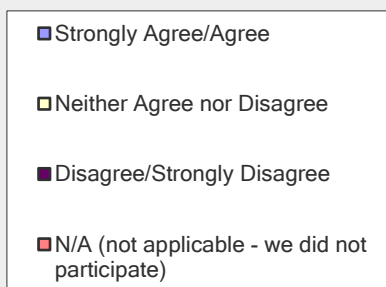 Strongly Agree/Agree
Neither Agree nor Disagree
Disagree/Strongly Disagree
N/A (not applicable - we did not
participate)